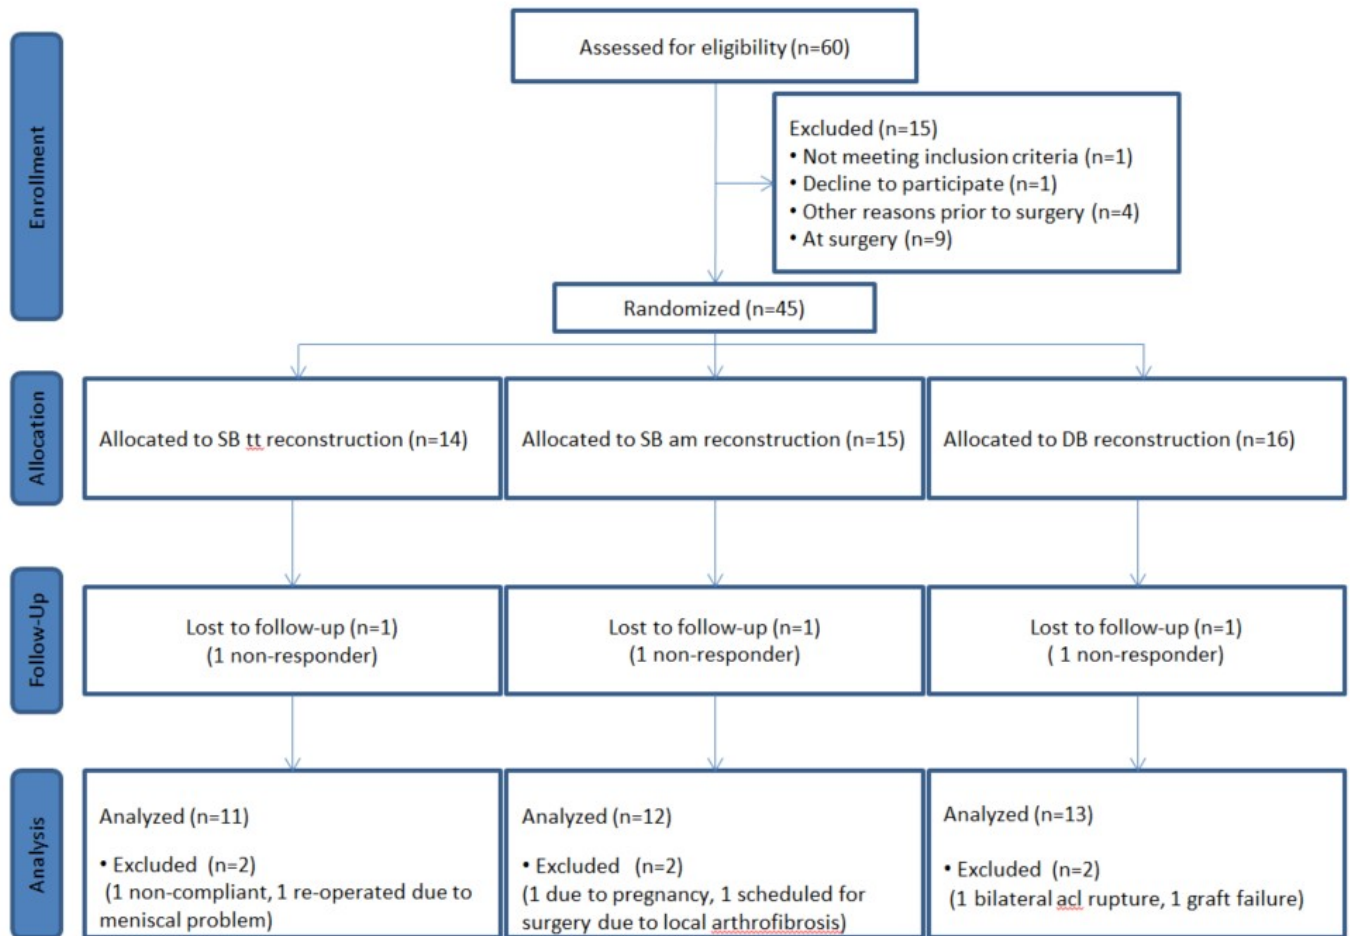 Enrollment
Assessed for eligibility (n=60)
Excluded (n=15)
• Not meeting inclusion criteria (n=1)
• Decline to participate (n=1)
• Other reasons prior to surgery (n=4)
• At surgery (n=9)
Randomized (n=45)
Allocation
Allocated to SB tt reconstruction (n=14)
Allocated to SB am reconstruction (n=15)
Allocated to DB reconstruction (n=16)
Follow-Up
Lost to follow-up (n=1)
(1 non-responder)
Lost to follow-up (n=1)
(1 non-responder)
Lost to follow-up (n=1)
( 1 non-responder)
Analysis
Analyzed (n=11)
• Excluded (n=2)
(1 non-compliant, 1 re-operated due to
meniscal problem)
Analyzed (n=12)
• Excluded (n=2)
(1 due to pregnancy, 1 scheduled for
surgery due to local arthrofibrosis)
Analyzed (n=13)
• Excluded (n=2)
(1 bilateral acl rupture, 1 graft failure)